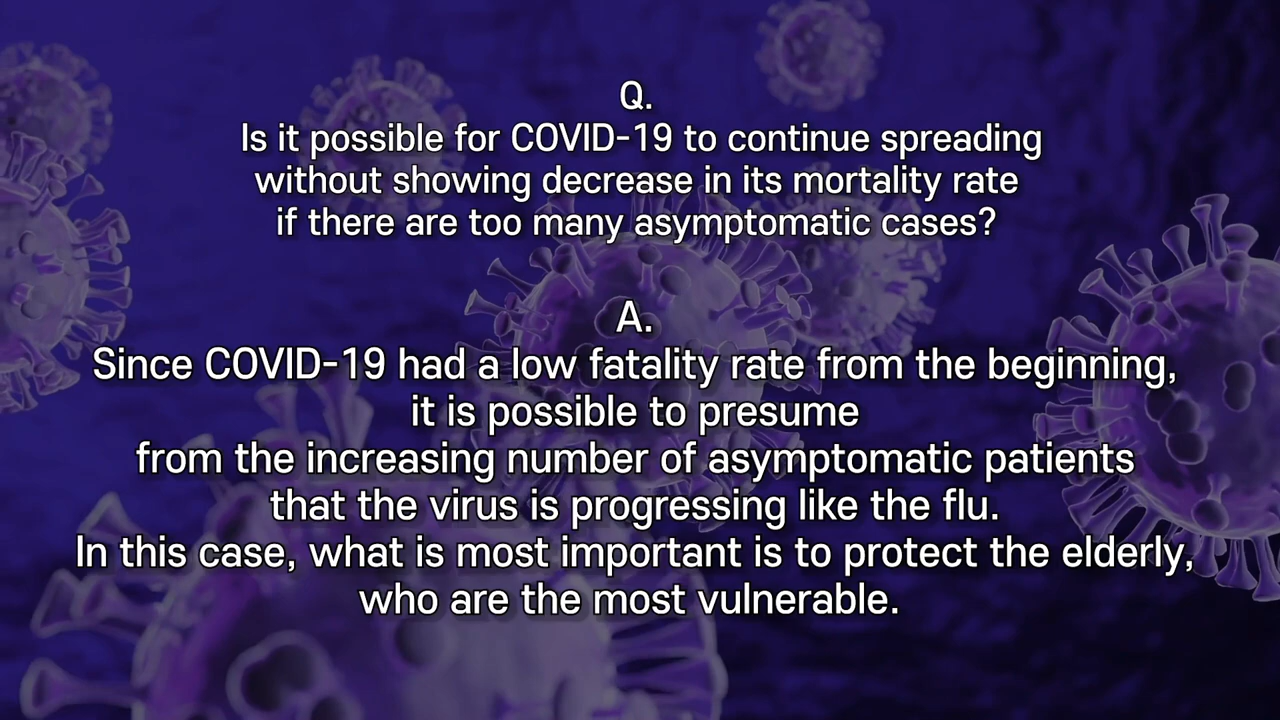 Q.
Is it possible for COVID-19 to continue spreading
without showing decrease in its mortality rate
if there are too many asymptomatic cases?
A.
Since COVID-19 had a low fatality rate from the beginning,
it is possible to presume
from the increasing number of asymptomatic patients
that the virus is progressing like the flu.
In this case, what is most important is to protect the elderly,
who are the most vulnerable.